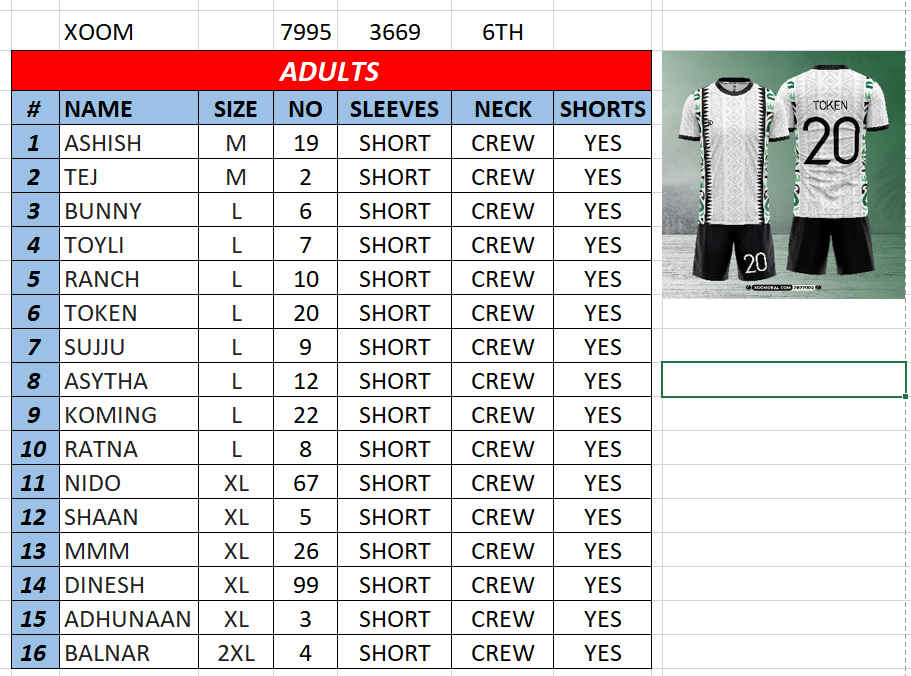 XOOM 7995 3669 6TH
ADULTS
# NAME SIZE NO SLEEVES NECK SHORTS
1 ASHISH M 19 SHORT CREW YES
2 TEJ M 2 SHORT CREW YES
3 BUNNY L 6 SHORT CREW YES
4 TOYLI L 7 SHORT CREW YES
5 RANCH L 10 SHORT CREW YES
6 TOKEN L 20 SHORT CREW YES
7 SUJJU L 9 SHORT CREW YES
8 ASYTHA L 12 SHORT CREW YES
9 KOMING L 22 SHORT CREW YES
10 RATNA L 8 SHORT CREW YES
11 NIDO XL 67 SHORT CREW YES
12 SHAAN XL 5 SHORT CREW YES
13 MMM XL 26 SHORT CREW YES
14 DINESH XL 99 SHORT CREW YES
15 ADHUNAAN XL 3 SHORT CREW YES
16 BALNAR 2XL 4 SHORT CREW YES
TOKEN
20
20